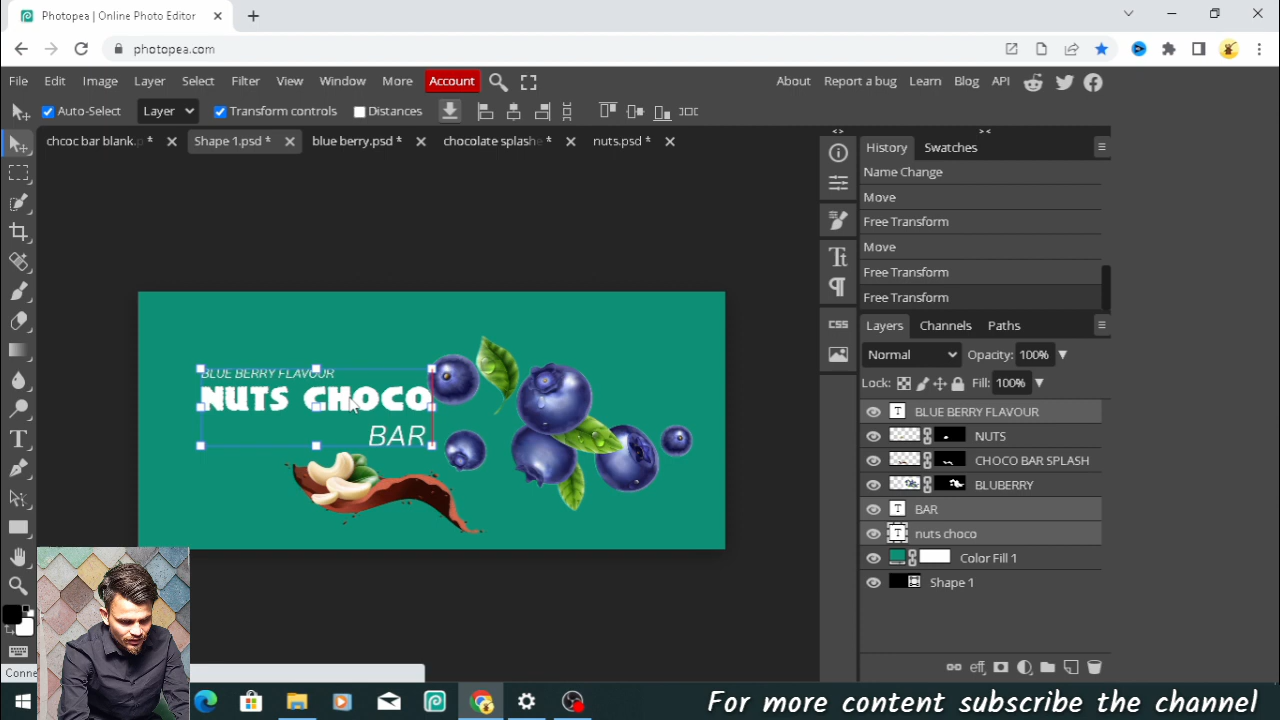 Photopea | Online Photo Editor
photopea.com
File Edit Image Layer Select Filter View Window More Account About Report a bug Learn Blog API
Auto-Select Layer Transform controls Distances
chcoc bar blank.p * Shape 1.psd * blue berry.psd * chocolate splashe * nuts.psd *
History Swatches
Name Change
Move
Free Transform
Move
Free Transform
Free Transform
CSS
Layers Channels Paths
Normal Opacity: 100%
Lock: Fill: 100%
BLUE BERRY FLAVOUR
NUTS
CHOCO BAR SPLASH
BLUBERRY
BAR
nuts choco
Color Fill 1
Shape 1
eff
BLUE BERRY FLAVOUR
NUTS CHOCO
BAR
Conne
For more content subscribe the channel